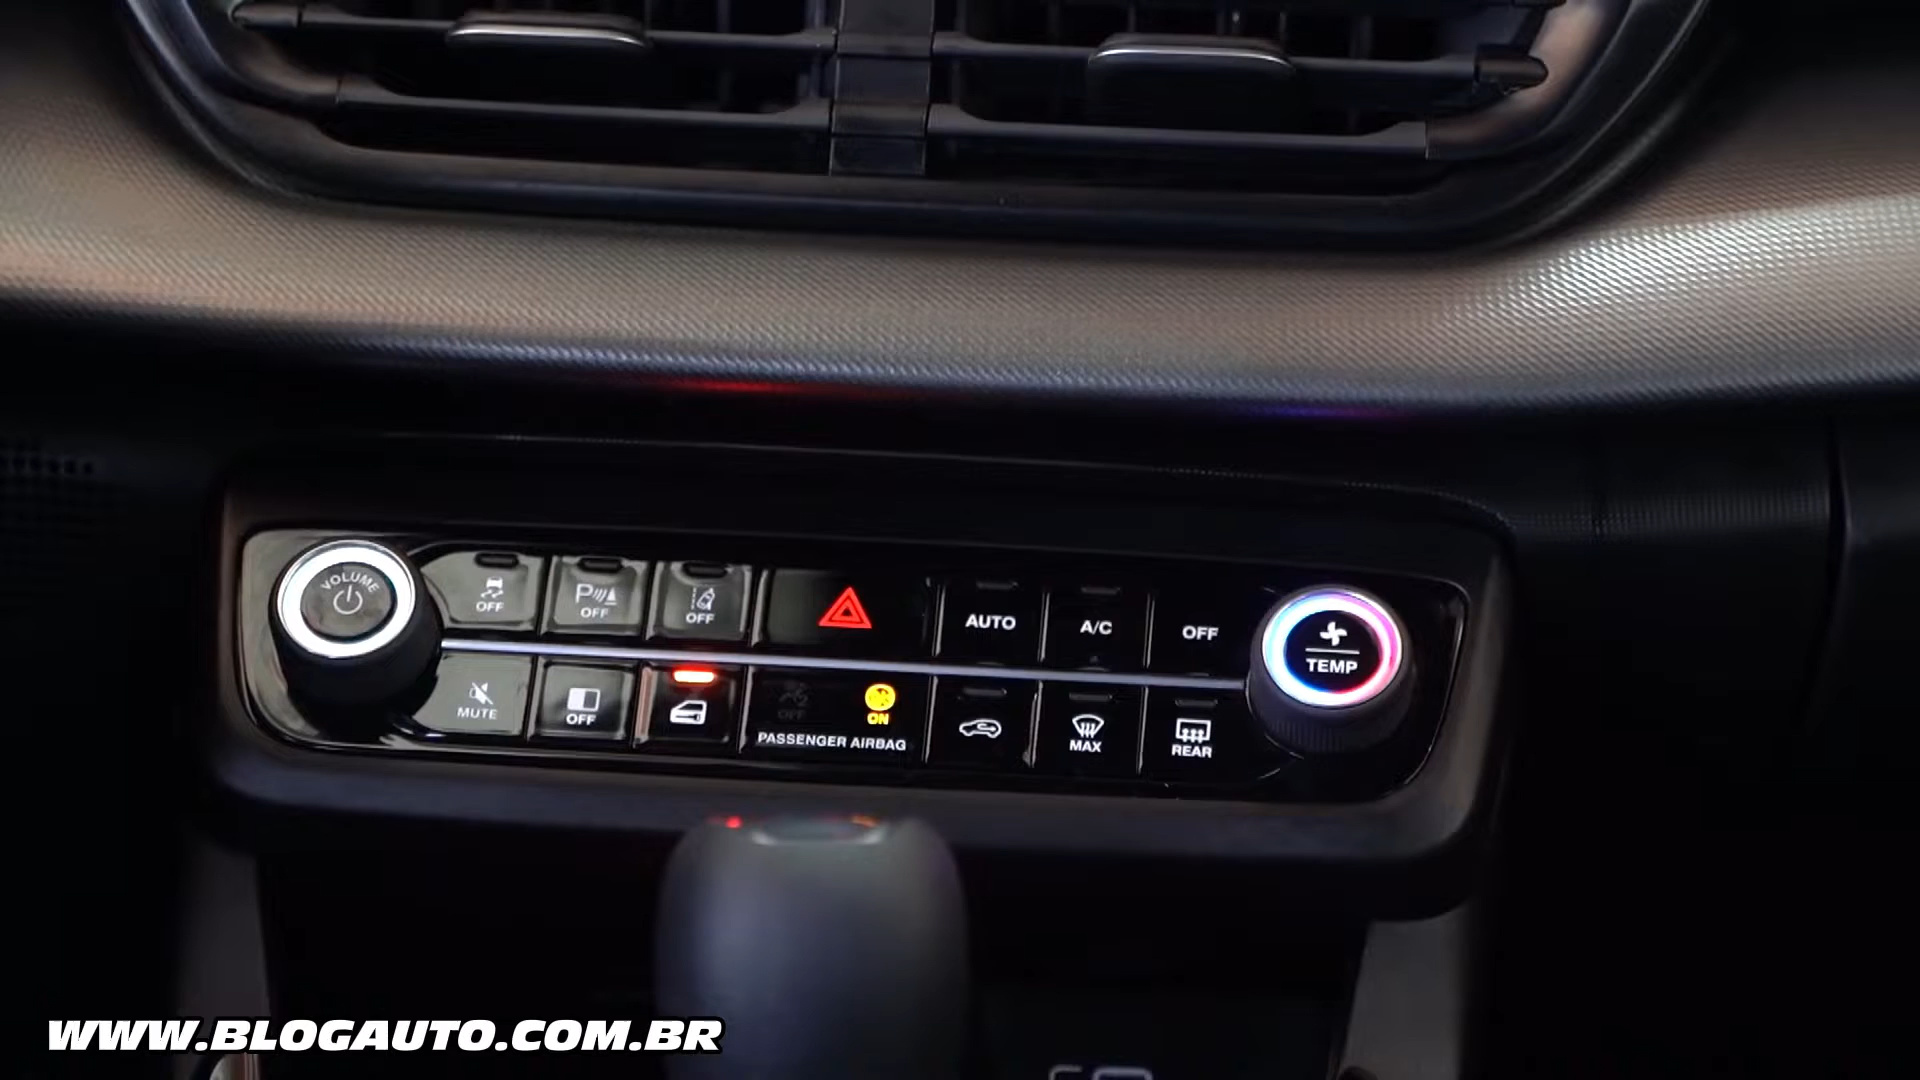 VOLUME
OFF
P OFF
OFF
AUTO
A/C
OFF
TEMP
MUTE
OFF
OFF
ON
PASSENGER AIRBAG
MAX
REAR
WWW.BLOGAUTO.COM.BR